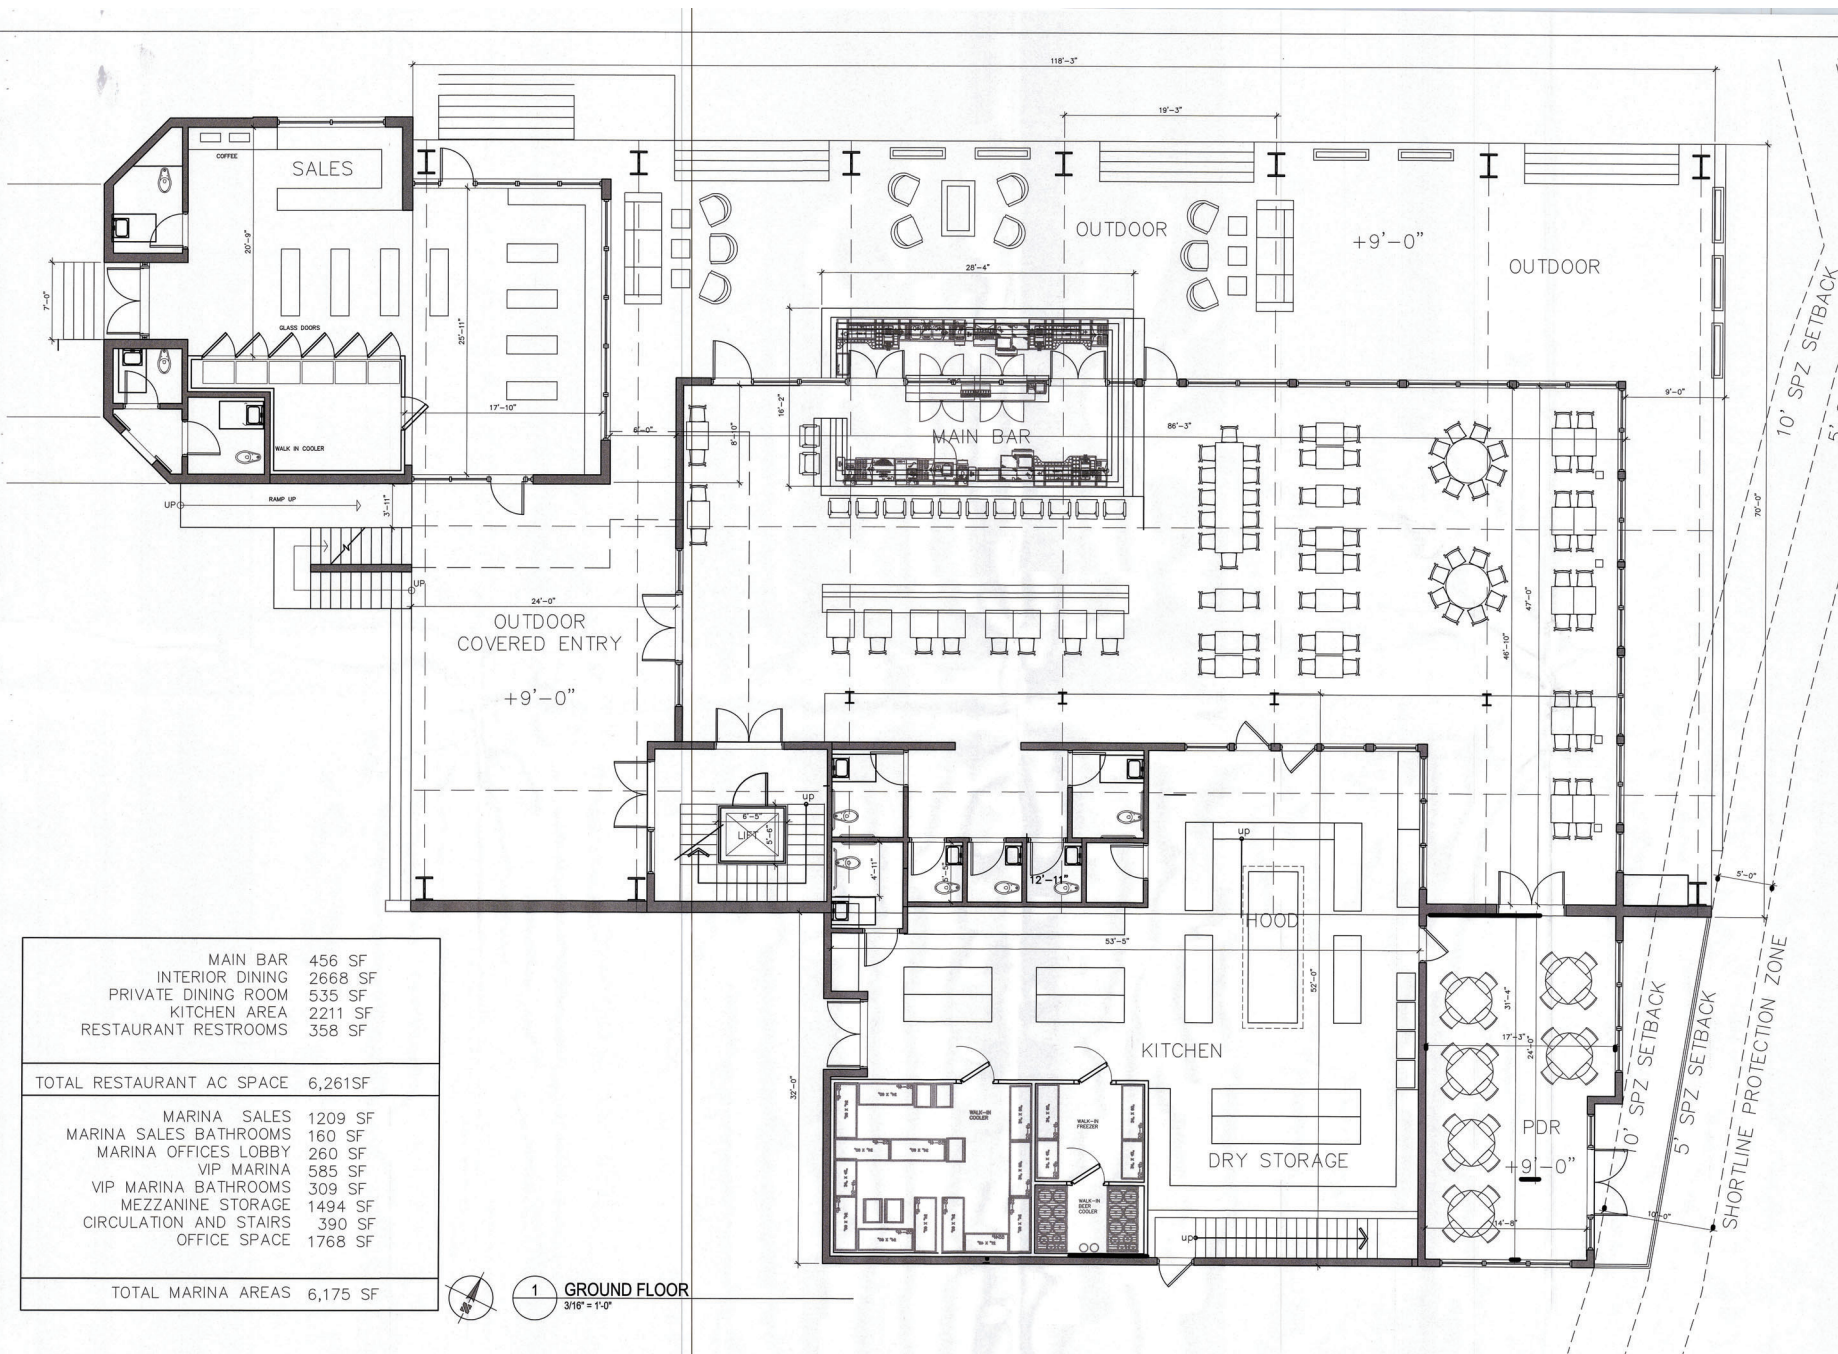 118'-3"
19'-3"
COFFEE
SALES
20'-9"
OUTDOOR
+9'-0"
OUTDOOR
10' SPZ SETBACK
5'
28'-4"
7'-0"
GLASS DOORS
25'-11"
17'-10"
6'-0"
8'-10"
16'-2"
MAIN BAR
86'-3"
9'-0"
WALK IN COOLER
UP
RAMP UP
3'-11"
70'-0"
UP
24'-0"
OUTDOOR
COVERED ENTRY
+9'-0"
47'-0"
46'-10"
up
6'-5"
LIFT
5'-6"
4'-11"
5'-5"
12'-11"
up
HOOD
5'-0"
53'-5"
52'-0"
31'-4"
17'-3"
24'-0"
KITCHEN
32'-0"
WALK-IN
COOLER
WALK-IN
FREEZER
DRY STORAGE
PDR
+9'-0"
WALK-IN
BEER
COOLER
14'-8"
10'-0"
up
10' SPZ SETBACK
5' SPZ SETBACK
SHORTLINE PROTECTION ZONE
MAIN BAR 456 SF
INTERIOR DINING 2668 SF
PRIVATE DINING ROOM 535 SF
KITCHEN AREA 2211 SF
RESTAURANT RESTROOMS 358 SF
TOTAL RESTAURANT AC SPACE 6,261SF
MARINA SALES 1209 SF
MARINA SALES BATHROOMS 160 SF
MARINA OFFICES LOBBY 260 SF
VIP MARINA 585 SF
VIP MARINA BATHROOMS 309 SF
MEZZANINE STORAGE 1494 SF
CIRCULATION AND STAIRS 390 SF
OFFICE SPACE 1768 SF
TOTAL MARINA AREAS 6,175 SF
N
1 GROUND FLOOR
3/16" = 1'-0"